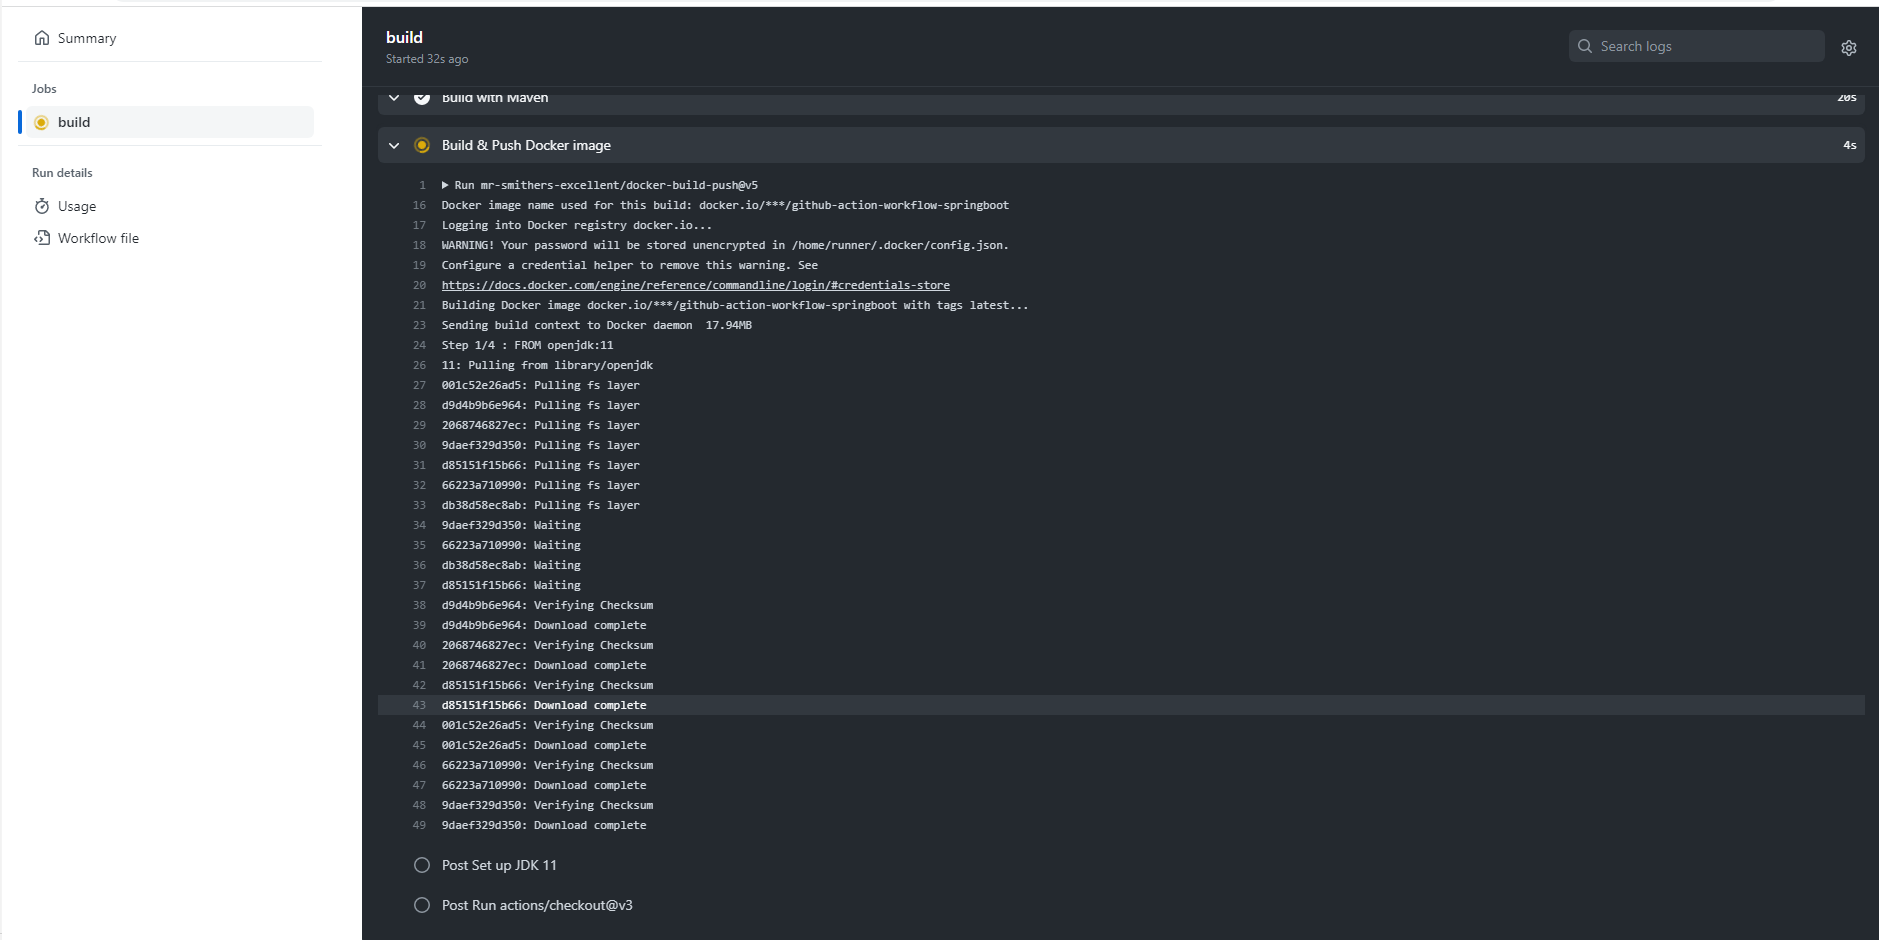 Summary
Jobs
build
Run details
Usage
Workflow file
build
Started 32s ago
Search logs
Build with Maven 20s
Build & Push Docker image 4s
1 Run mr-smithers-excellent/docker-build-push@v5
16 Docker image name used for this build: docker.io/***/github-action-workflow-springboot
17 Logging into Docker registry docker.io...
18 WARNING! Your password will be stored unencrypted in /home/runner/.docker/config.json.
19 Configure a credential helper to remove this warning. See
20 https://docs.docker.com/engine/reference/commandline/login/#credentials-store
21 Building Docker image docker.io/***/github-action-workflow-springboot with tags latest...
23 Sending build context to Docker daemon  17.94MB
24 Step 1/4 : FROM openjdk:11
26 11: Pulling from library/openjdk
27 001c52e26ad5: Pulling fs layer
28 d9d4b9b6e964: Pulling fs layer
29 2068746827ec: Pulling fs layer
30 9daef329d350: Pulling fs layer
31 d85151f15b66: Pulling fs layer
32 66223a710990: Pulling fs layer
33 db38d58ec8ab: Pulling fs layer
34 9daef329d350: Waiting
35 66223a710990: Waiting
36 db38d58ec8ab: Waiting
37 d85151f15b66: Waiting
38 d9d4b9b6e964: Verifying Checksum
39 d9d4b9b6e964: Download complete
40 2068746827ec: Verifying Checksum
41 2068746827ec: Download complete
42 d85151f15b66: Verifying Checksum
43 d85151f15b66: Download complete
44 001c52e26ad5: Verifying Checksum
45 001c52e26ad5: Download complete
46 66223a710990: Verifying Checksum
47 66223a710990: Download complete
48 9daef329d350: Verifying Checksum
49 9daef329d350: Download complete
Post Set up JDK 11
Post Run actions/checkout@v3